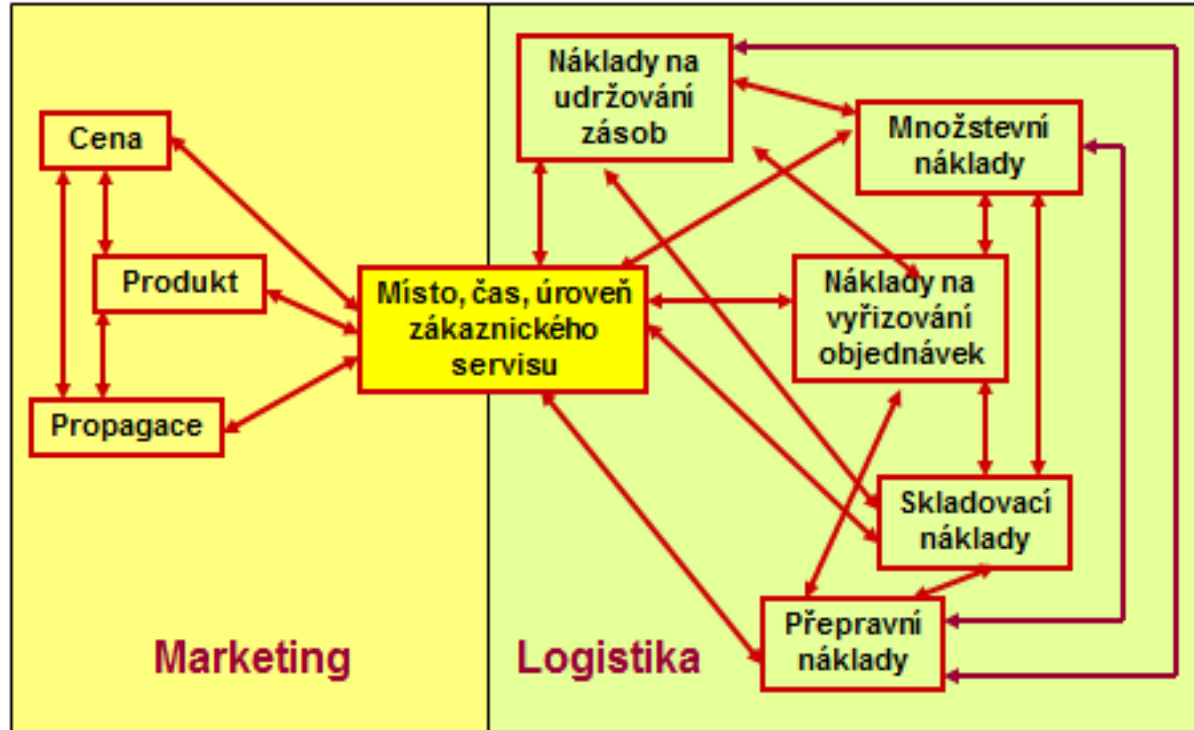 Cena
Produkt
Propagace
Marketing
Místo, čas, úroveň
zákaznického
servisu
Náklady na
udržování
zásob
Množstevní
náklady
Náklady na
vyřizování
objednávek
Skladovací
náklady
Přepravní
náklady
Logistika